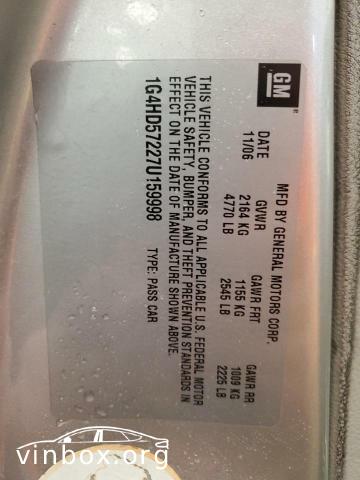 GM
MFD BY GENERAL MOTORS CORP.
DATE GVWR GAWR FRT GAWR RR
11/06 2164 KG 1155 KG 1009 KG
4770 LB 2545 LB 2225 LB
THIS VEHICLE CONFORMS TO ALL APPLICABLE U.S. FEDERAL MOTOR
VEHICLE SAFETY, BUMPER, AND THEFT PREVENTION STANDARDS IN
EFFECT ON THE DATE OF MANUFACTURE SHOWN ABOVE.
1G4HD57227U159998 TYPE: PASS CAR
vinbox.org